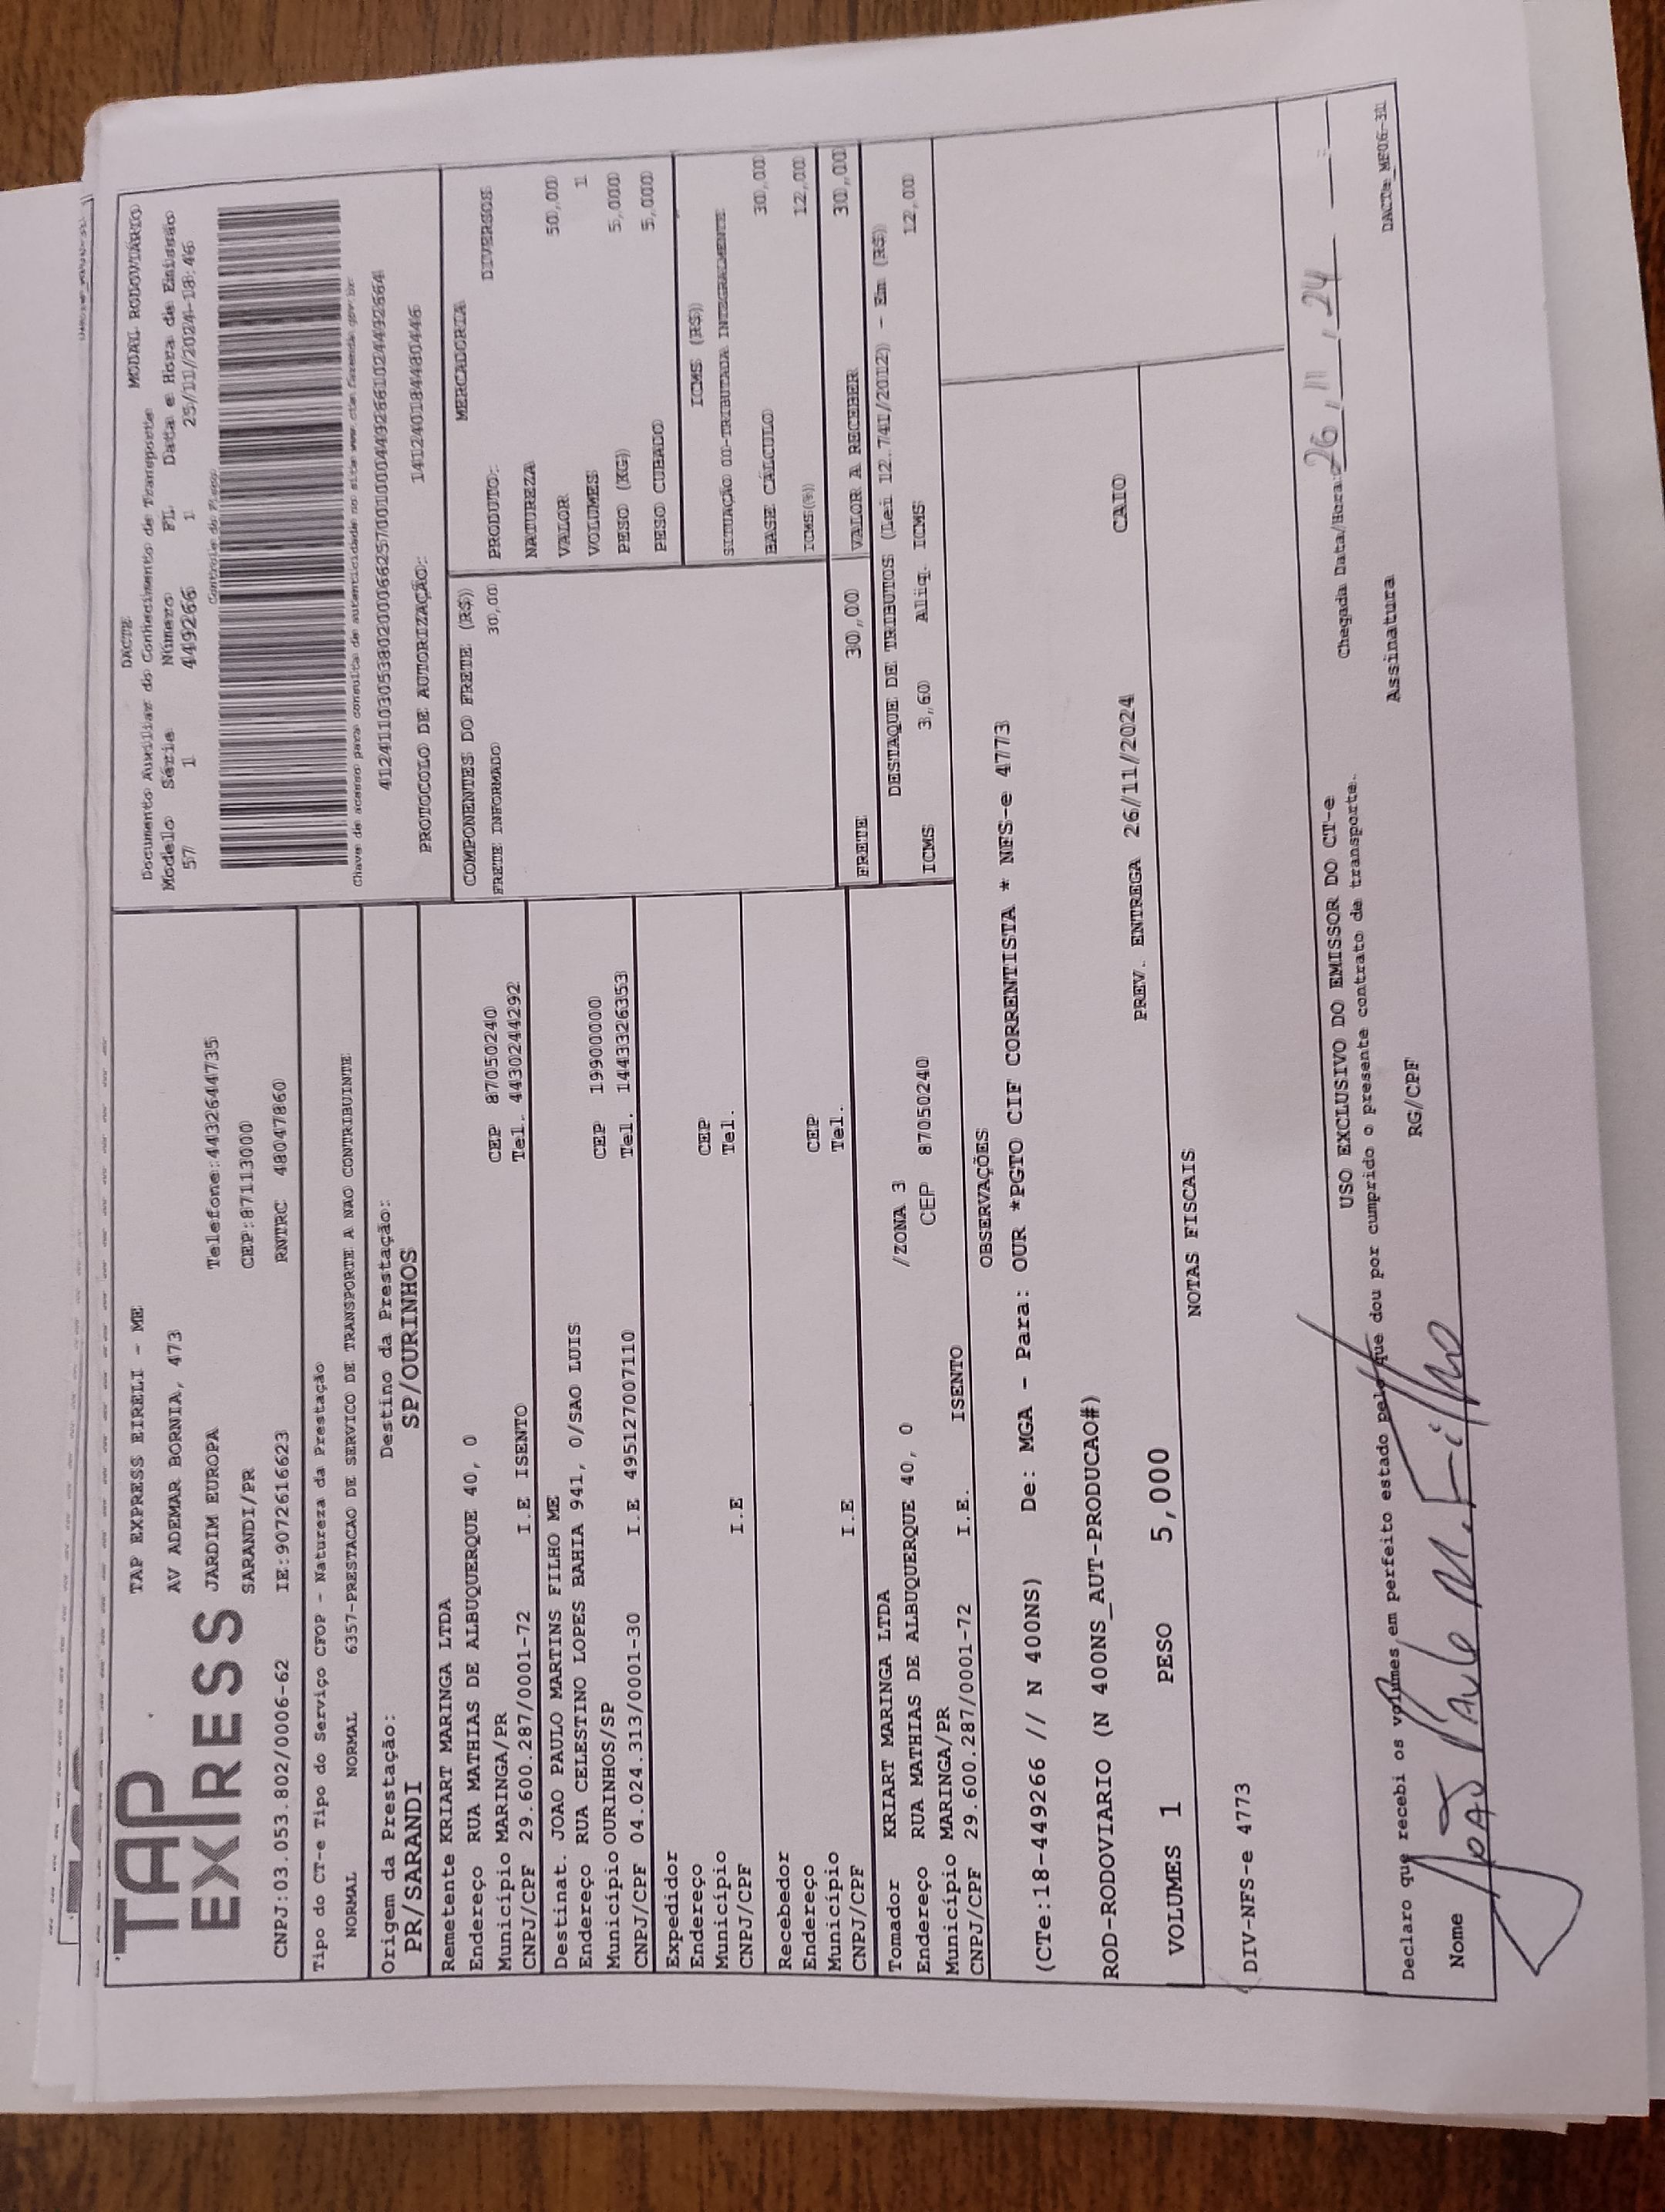 TAP
EXPRESS
TAP EXPRESS EIRELI - ME
AV ADEMAR BORNIA, 473
JARDIM EUROPA Telefone:4432644735
SARANDI/PR CEP:87113000
CNPJ:03.053.802/0006-62 IE:9072616623 RNTRC 48047860
DACTE MODAL RODOVIÁRIO
Documento Auxiliar do Conhecimento de Transporte
Modelo Série Número FL Data e Hora de Emissão
57 1 449266 1 25/11/2024-18:46
Controle do Fisco
Chave de acesso para consulta de autenticidade no site www.cte.fazenda.gov.br
PROTOCOLO DE AUTORIZAÇÃO: 141240184480446
Tipo do CT-e Tipo do Serviço CFOP - Natureza da Prestação
NORMAL NORMAL 6357-PRESTACAO DE SERVICO DE TRANSPORTE A NAO CONTRIBUINTE
Origem da Prestação: Destino da Prestação:
PR/SARANDI SP/OURINHOS
Remetente KRIART MARINGA LTDA
Endereço RUA MATHIAS DE ALBUQUERQUE 40, 0
Município MARINGA/PR CEP 87050240
CNPJ/CPF 29.600.287/0001-72 I.E ISENTO Tel. 4430244292
Destinat. JOAO PAULO MARTINS FILHO ME
Endereço RUA CELESTINO LOPES BAHIA 941, 0/SAO LUIS
Município OURINHOS/SP CEP 19900000
CNPJ/CPF 04.024.313/0001-30 I.E 495127007110 Tel. 1443326353
Expedidor
Endereço
Município CEP
CNPJ/CPF I.E Tel.
Recebedor
Endereço
Município CEP
CNPJ/CPF I.E Tel.
Tomador KRIART MARINGA LTDA
Endereço RUA MATHIAS DE ALBUQUERQUE 40, 0 /ZONA 3
Município MARINGA/PR CEP 87050240
CNPJ/CPF 29.600.287/0001-72 I.E. ISENTO
COMPONENTES DO FRETE (R$)
FRETE INFORMADO 30,00
MERCADORIA
PRODUTO: DIVERSOS
NATUREZA
VALOR 50,00
VOLUMES 1
PESO (KG) 5,000
PESO CUBADO 5,000
ICMS (R$)
SITUAÇÃO 00-TRIBUTADA INTEGRALMENTE
BASE CÁLCULO 30,00
ICMS(%) 12,00
FRETE 30,00 VALOR A RECEBER 30,00
DESTAQUE DE TRIBUTOS (Lei 12.741/2012) - Em (R$)
ICMS 3,60 Aliq. ICMS 12,00
OBSERVAÇÕES
(CTe:18-449266 // N 400NS) De: MGA - Para: OUR *PGTO CIF CORRENTISTA * NFS-e 4773
ROD-RODOVIARIO (N 400NS_AUT-PRODUCAO#) CAIO
PREV. ENTREGA 26/11/2024
VOLUMES 1 PESO 5,000
NOTAS FISCAIS
DIV-NFS-e 4773
USO EXCLUSIVO DO EMISSOR DO CT-e
Chegada Data/Hora: 26/11/24
Declaro que recebi os volumes em perfeito estado pelo que dou por cumprido o presente contrato de transporte.
Nome João Paulo M. Filho RG/CPF Assinatura
DACTe MF06-3U